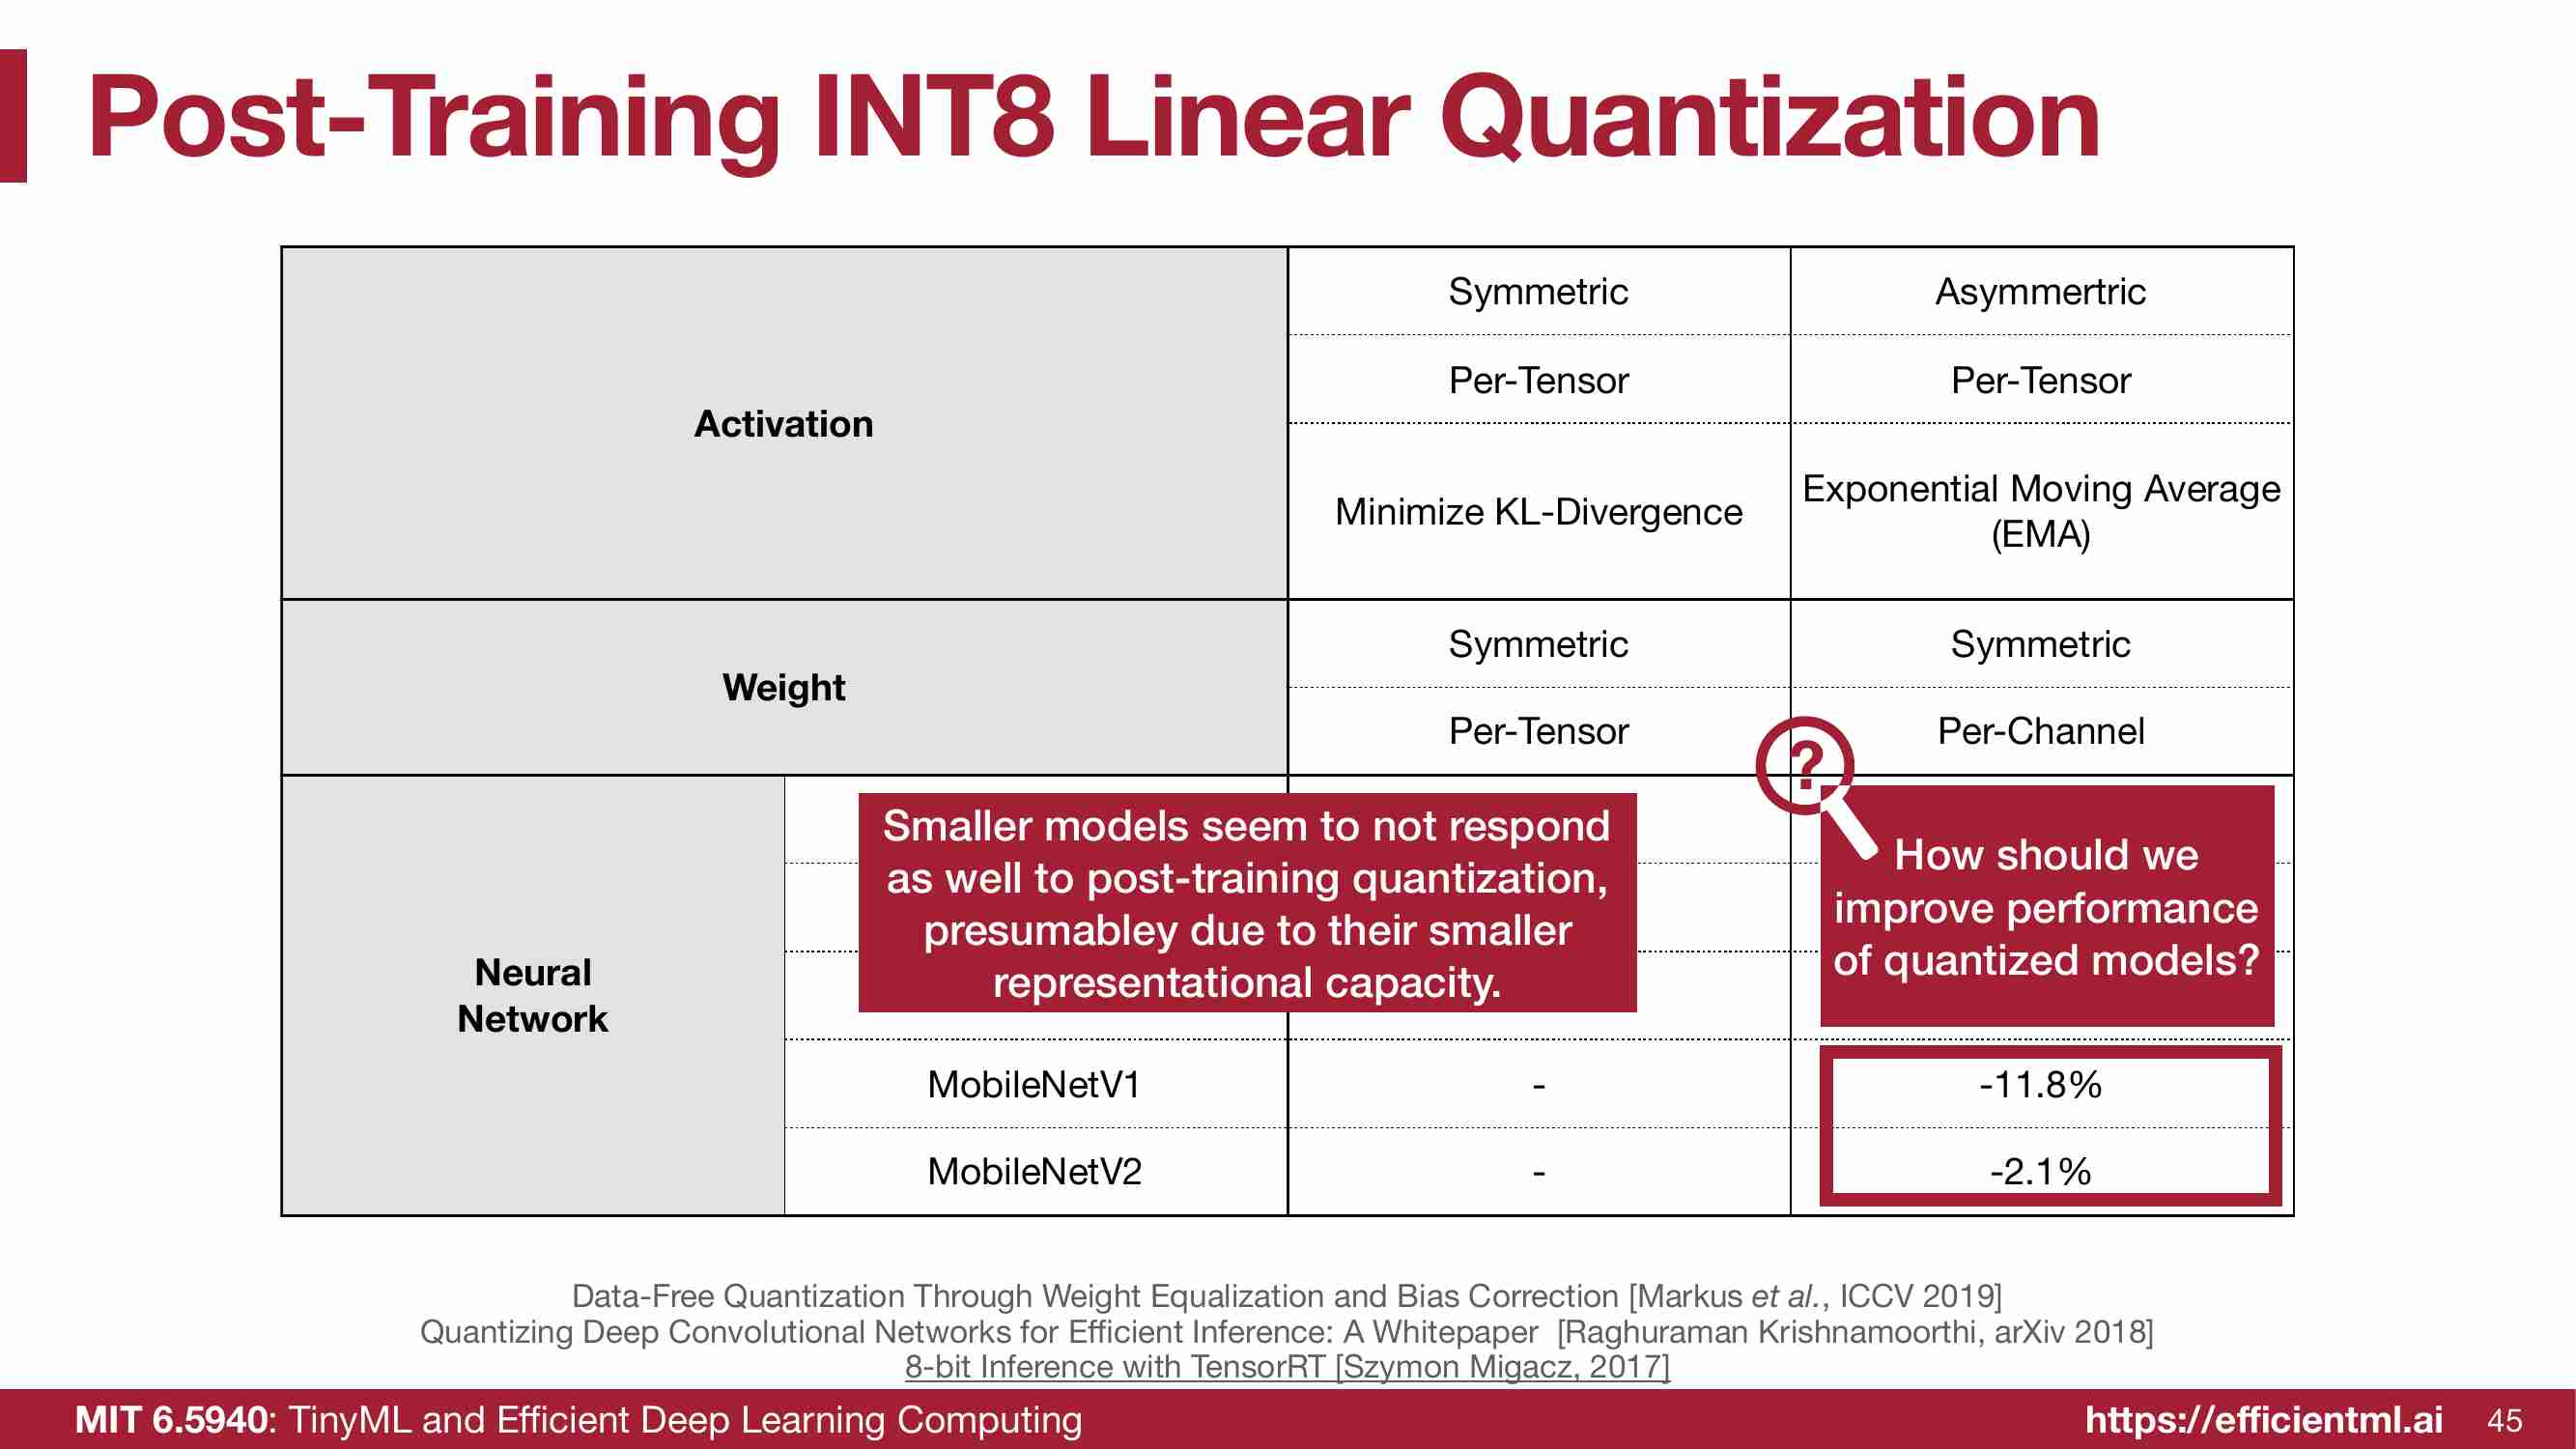 Post-Training INT8 Linear Quantization
Activation
Symmetric
Asymmertric
Per-Tensor
Per-Tensor
Minimize KL-Divergence
Exponential Moving Average
(EMA)
Weight
Symmetric
Symmetric
Per-Tensor
Per-Channel
?
Neural
Network
Smaller models seem to not respond
as well to post-training quantization,
presumabley due to their smaller
representational capacity.
How should we
improve performance
of quantized models?
MobileNetV1
-
-11.8%
MobileNetV2
-
-2.1%
Data-Free Quantization Through Weight Equalization and Bias Correction [Markus et al., ICCV 2019]
Quantizing Deep Convolutional Networks for Efficient Inference: A Whitepaper [Raghuraman Krishnamoorthi, arXiv 2018]
8-bit Inference with TensorRT [Szymon Migacz, 2017]
MIT 6.5940: TinyML and Efficient Deep Learning Computing
https://efficientml.ai
45